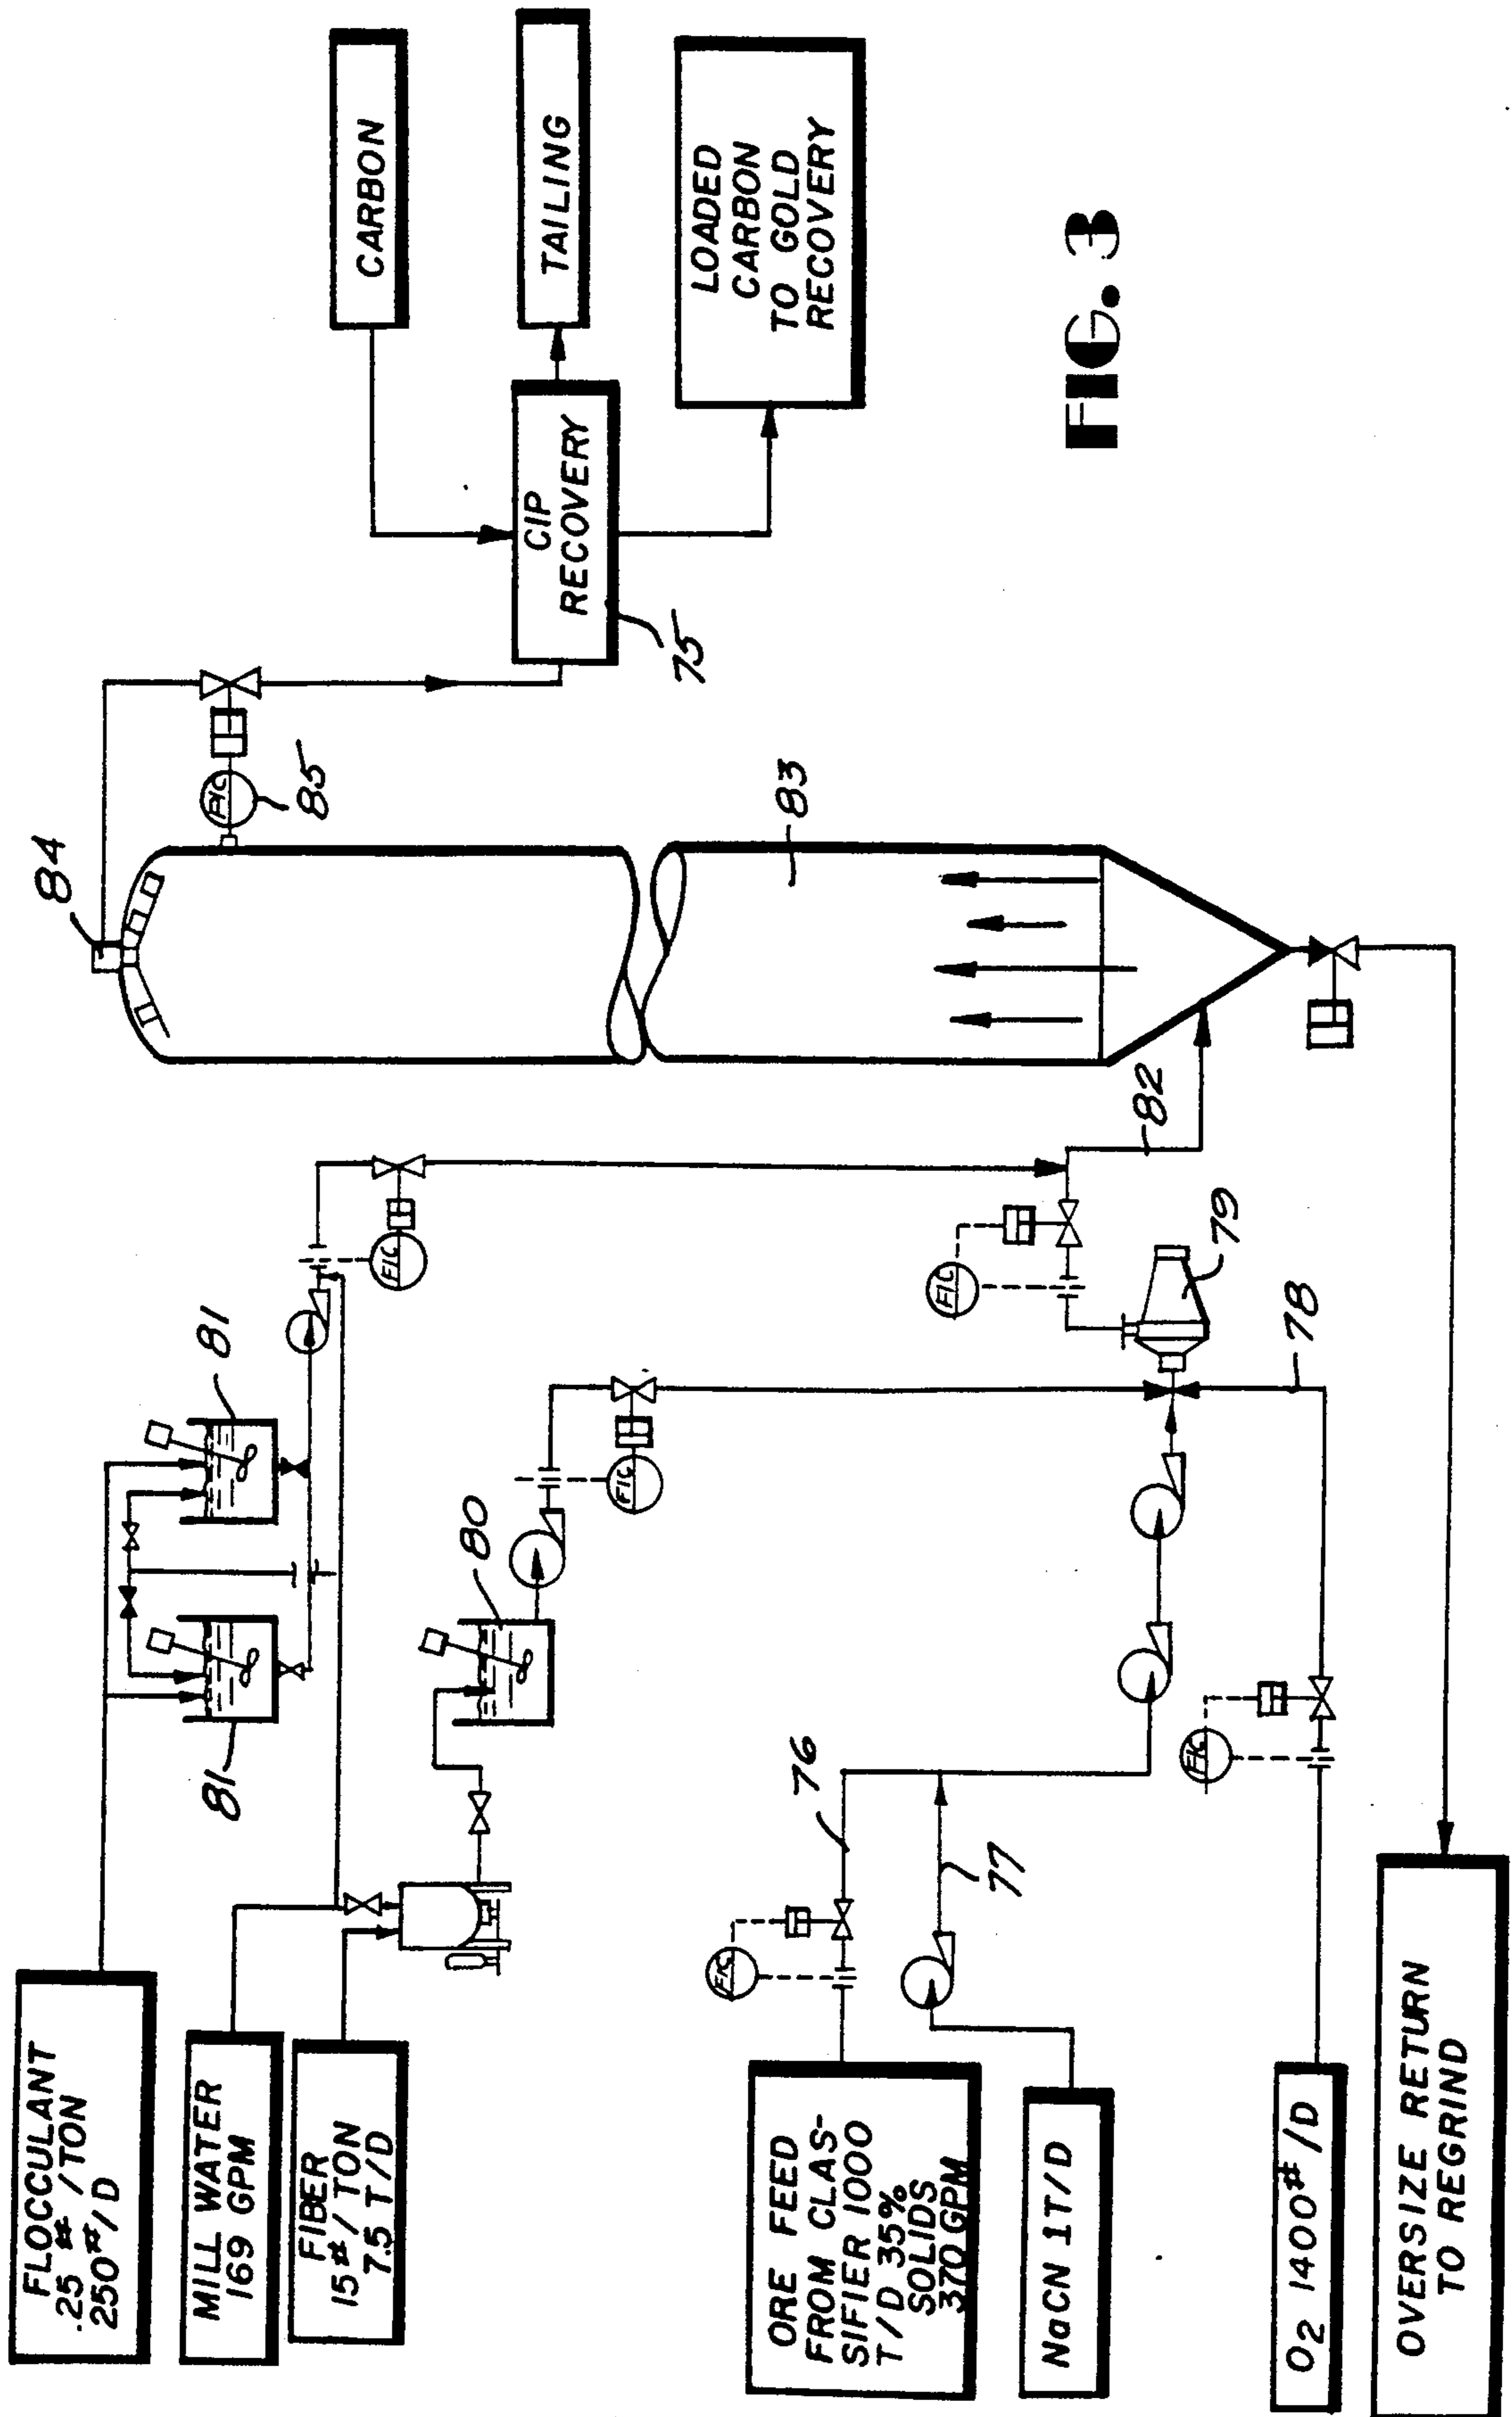 FLOCCULANT
.25 # /TON
250#/D
MILL WATER
169 GPM
FIBER
15#/TON
7.5 T/D
ORE FEED
FROM CLAS-
SIFIER 1000
T/D 35%
SOLIDS
370 GPM
NaCN 1T/D
O2 1400#/D
OVERSIZE RETURN
TO REGRIND
81
81
80
76
77
78
79
82
83
84
85
75
FIC
FIC
FIC
FIC
FIC
CIP
RECOVERY
CARBON
TAILING
LOADED
CARBON
TO GOLD
RECOVERY
FIG. 3